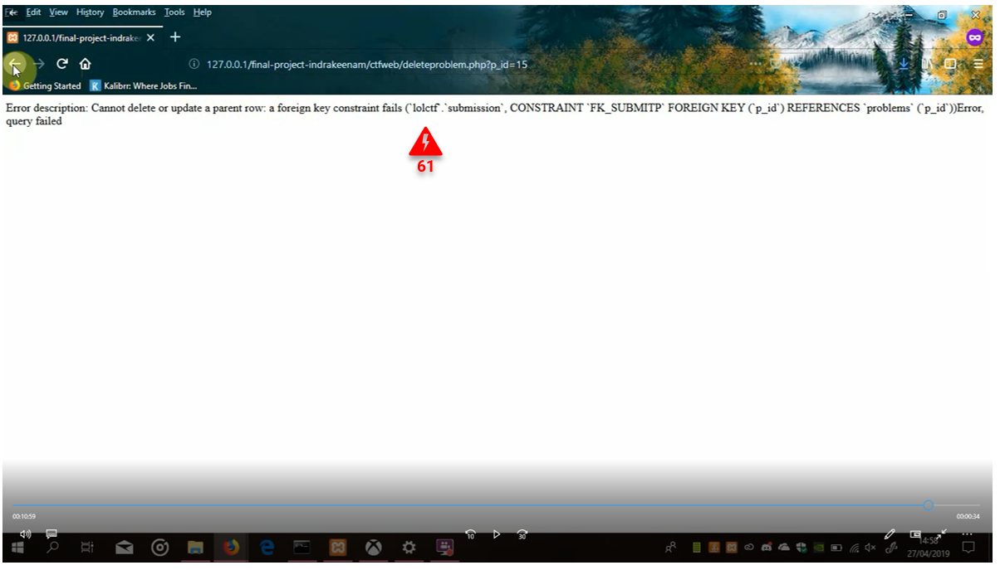 File Edit View History Bookmarks Tools Help
127.0.0.1/final-project-indrakee
127.0.0.1/final-project-indrakeenam/ctfweb/deleteproblem.php?p_id=15
Getting Started Kalibrr: Where Jobs Fin...
Error description: Cannot delete or update a parent row: a foreign key constraint fails (`lolctf`.`submission`, CONSTRAINT `FK_SUBMITP` FOREIGN KEY (`p_id`) REFERENCES `problems` (`p_id`))Error,
query failed
61
00:10:59 00:00:34
10 30
14:58
27/04/2019